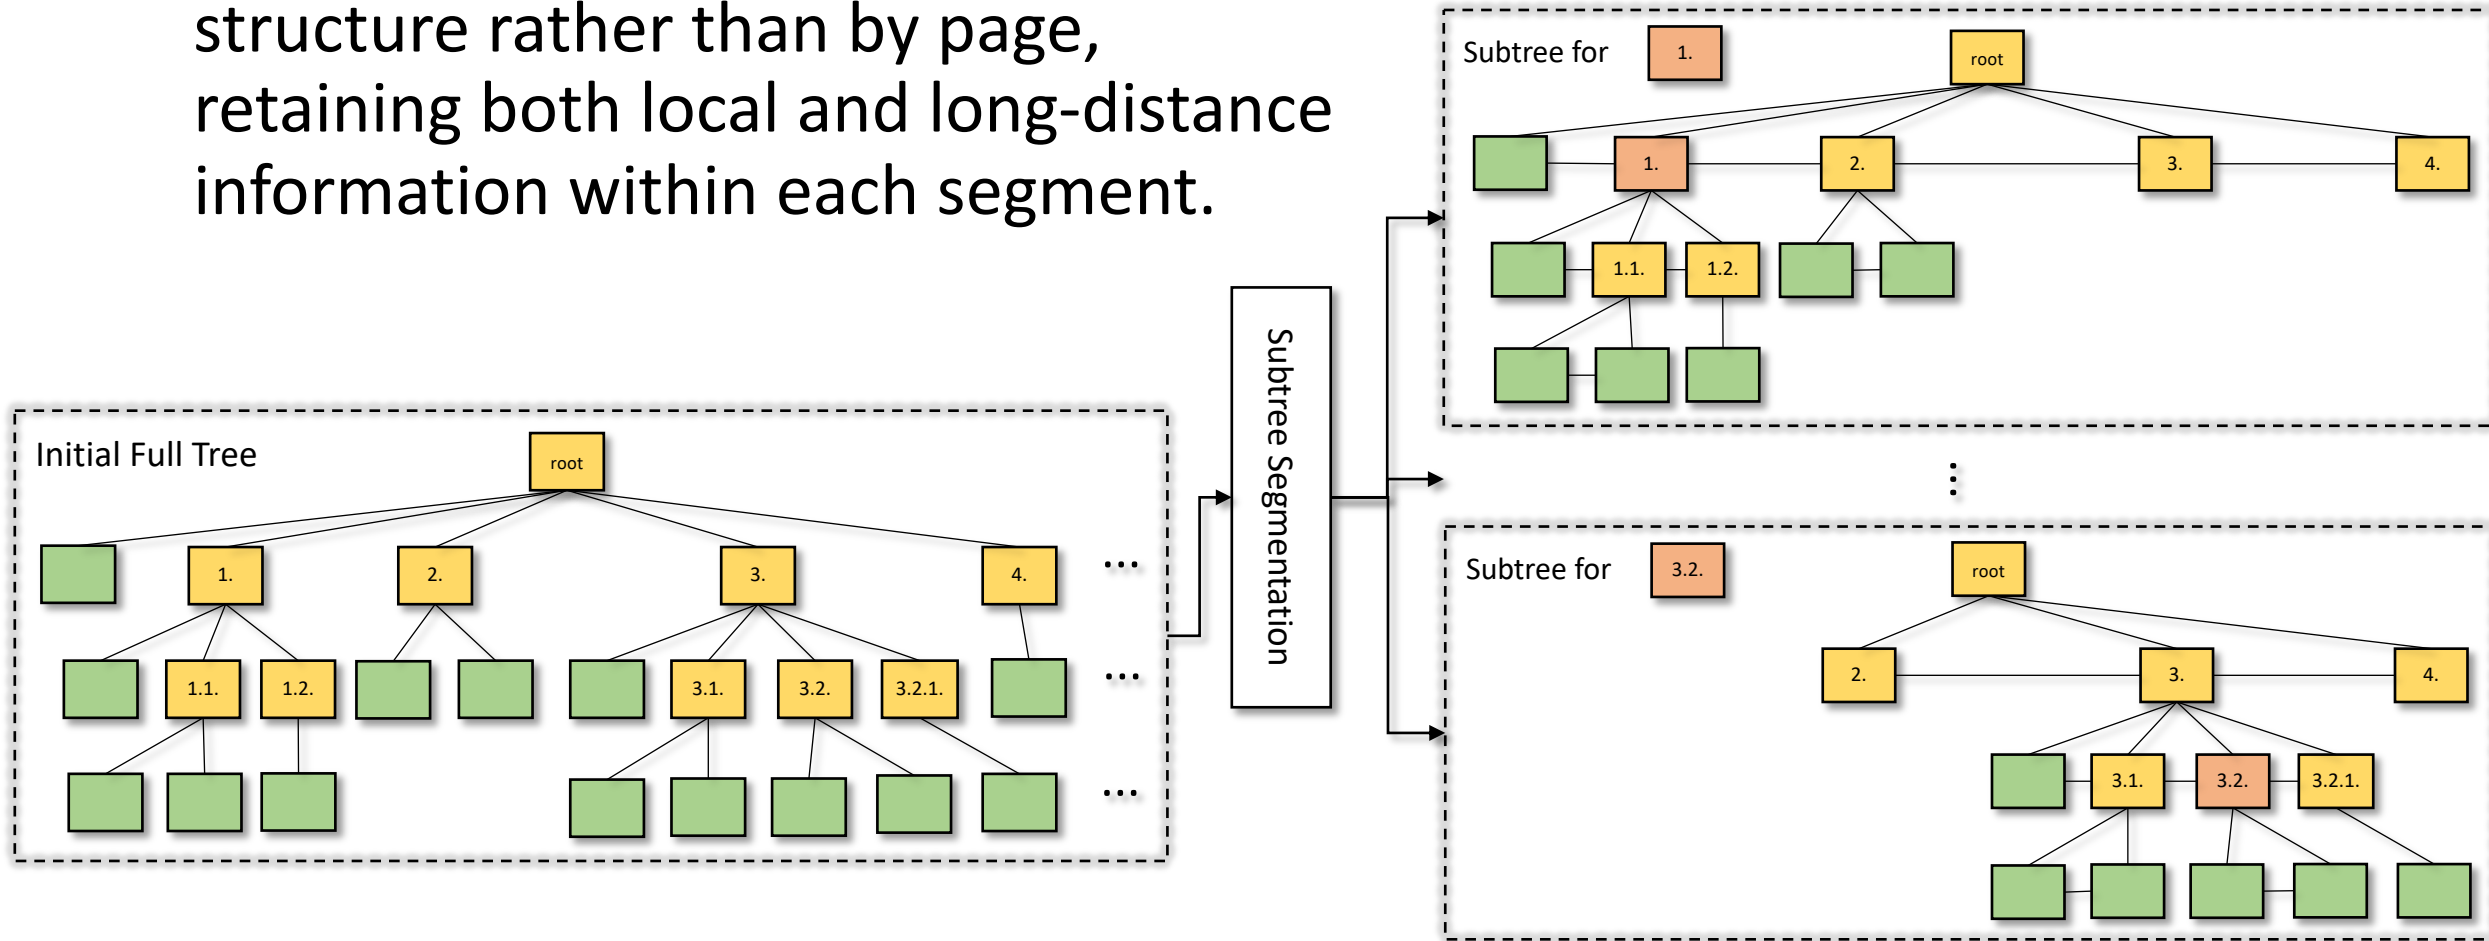 structure rather than by page,
retaining both local and long-distance
information within each segment.
Initial Full Tree
root
1. 2. 3. 4. ...
1.1. 1.2. 3.1. 3.2. 3.2.1. ...
...
Subtree Segmentation
Subtree for 1.
root
1. 2. 3. 4.
1.1. 1.2.
...
Subtree for 3.2.
root
2. 3. 4.
3.1. 3.2. 3.2.1.